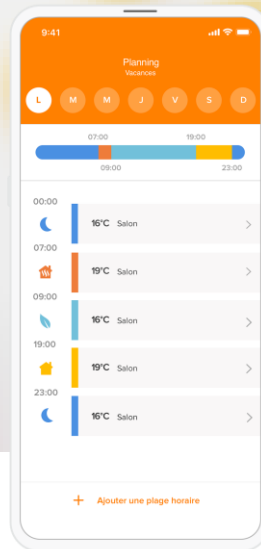 9:41
Planning
Vacances
L M M J V S D
07:00 19:00
09:00 23:00
00:00
16°C Salon
07:00
19°C Salon
09:00
16°C Salon
19:00
19°C Salon
23:00
16°C Salon
+ Ajouter une plage horaire